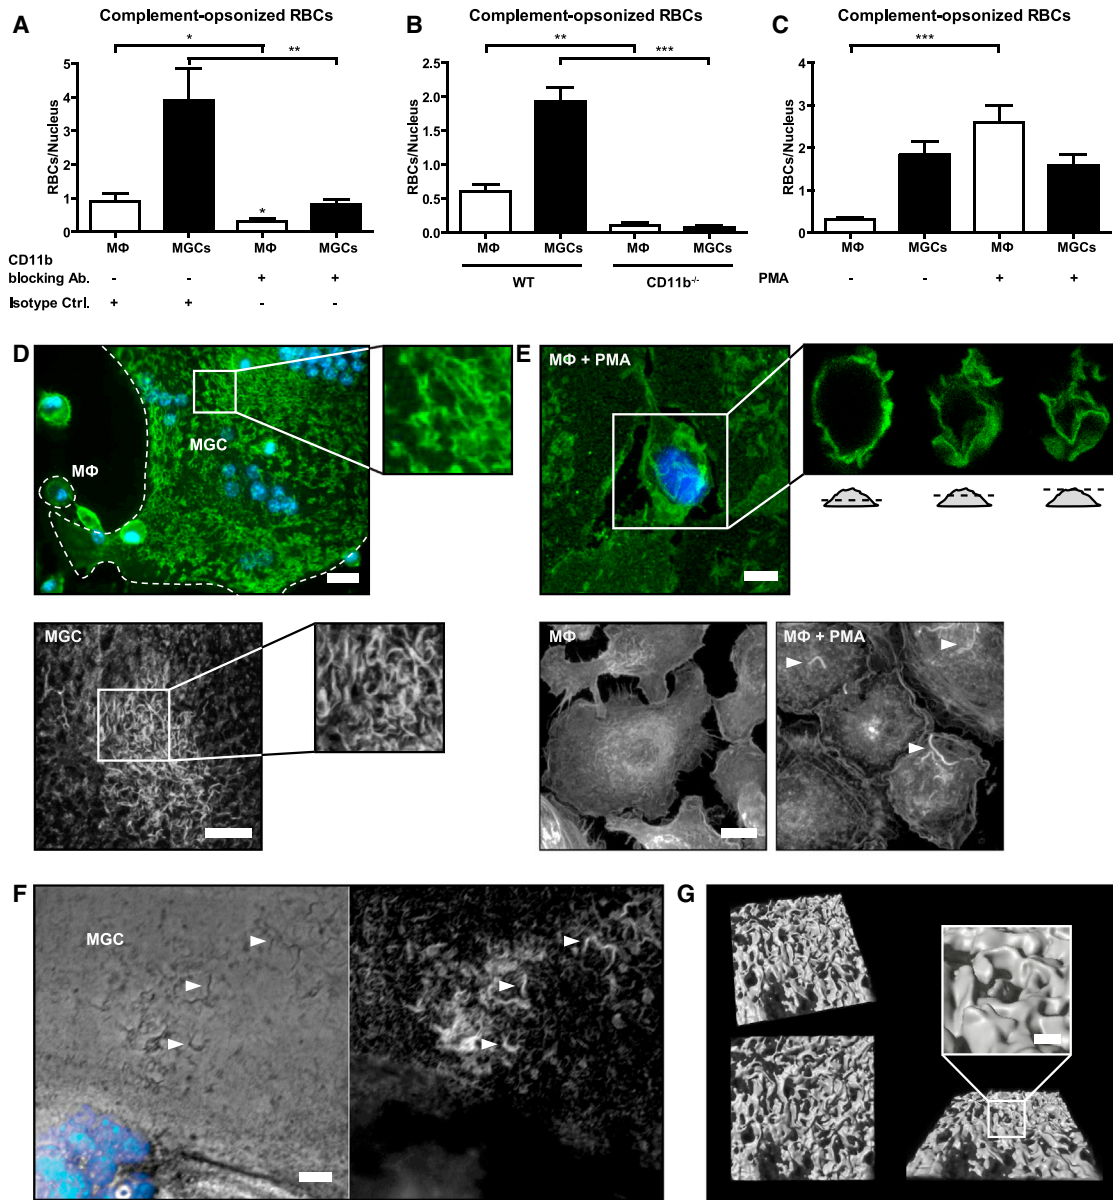 A
Complement-opsonized RBCs
*
**
RBCs/Nucleus
5
4
3
2
1
0
*
MΦ MGCs MΦ MGCs
CD11b
blocking Ab. - - + +
Isotype Ctrl. + + - -
B
Complement-opsonized RBCs
**
***
RBCs/Nucleus
2.5
2.0
1.5
1.0
0.5
0.0
MΦ MGCs MΦ MGCs
WT CD11b-/-
C
Complement-opsonized RBCs
***
RBCs/Nucleus
4
3
2
1
0
MΦ MGCs MΦ MGCs
PMA - - + +
D
MGC
MΦ
MGC
E
MΦ + PMA
MΦ
MΦ + PMA
F
MGC
G